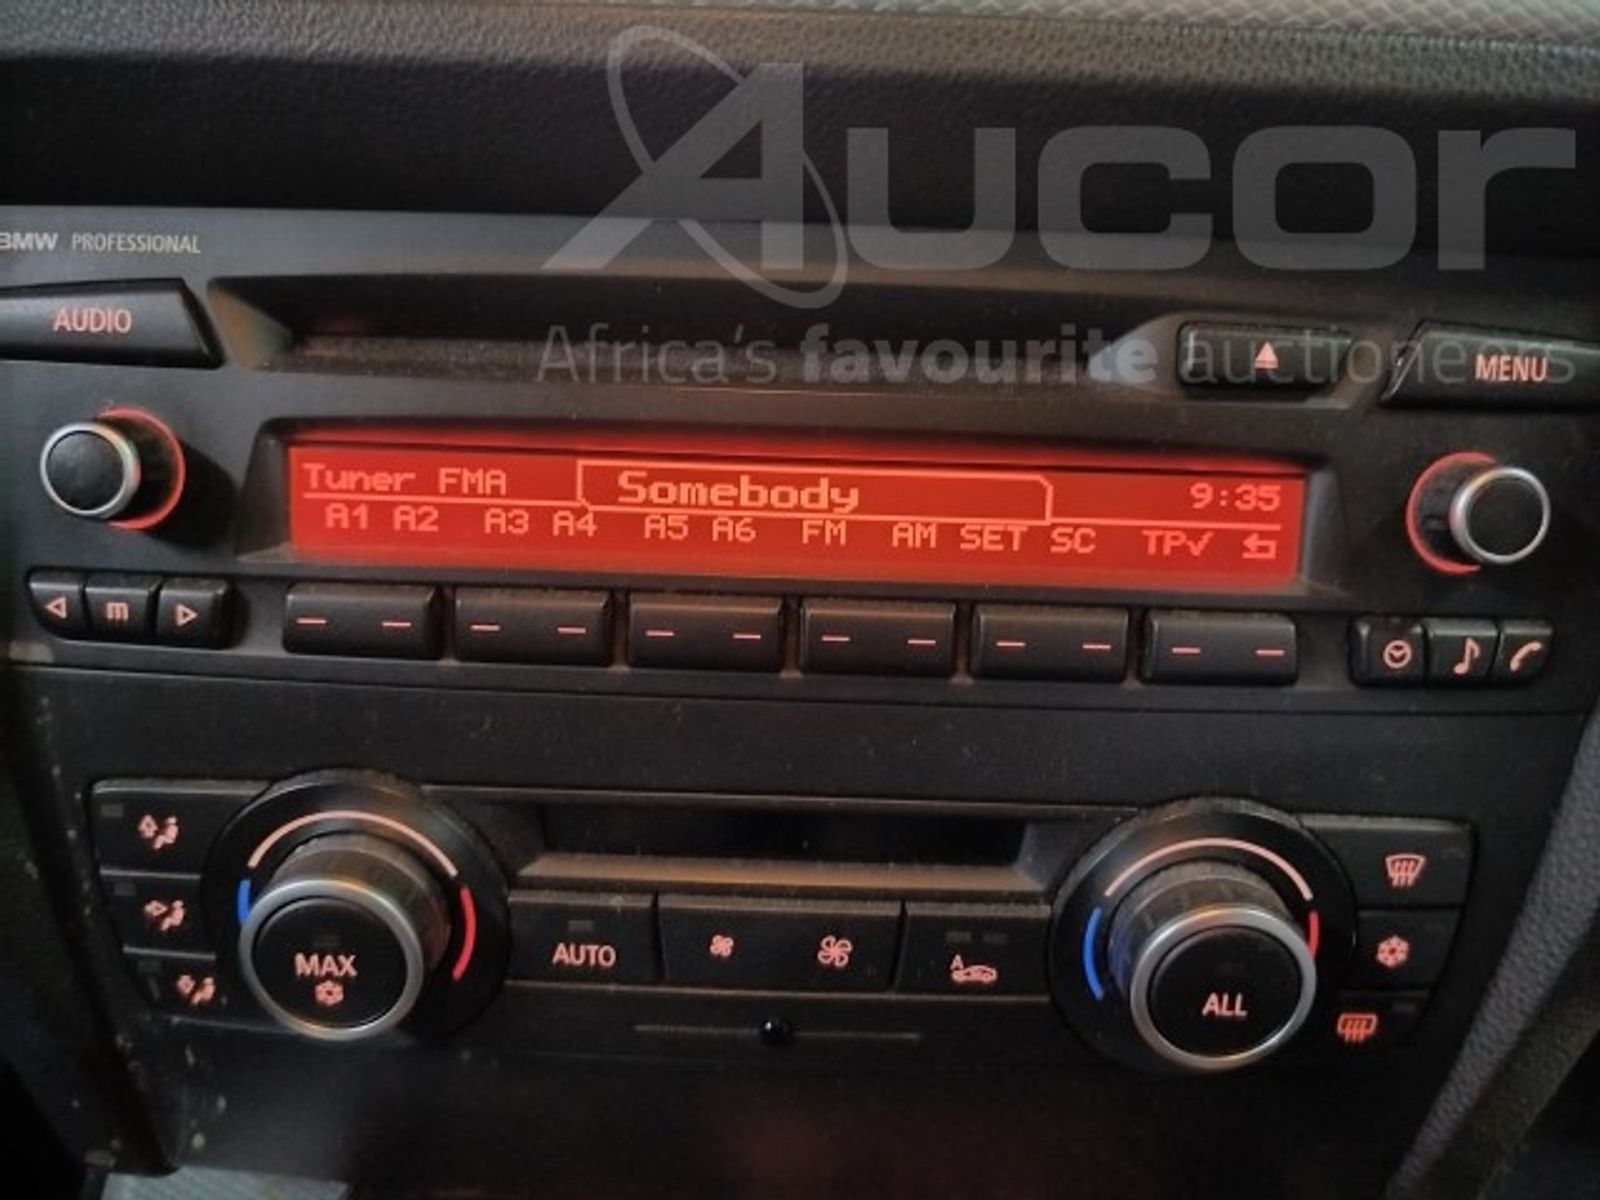 Aucor
Africa's favourite auctioneers
BMW PROFESSIONAL
AUDIO
MENU
Tuner FMA Somebody 9:35
A1 A2 A3 A4 A5 A6 FM AM SET SC TP✓
m
MAX
AUTO
A
ALL